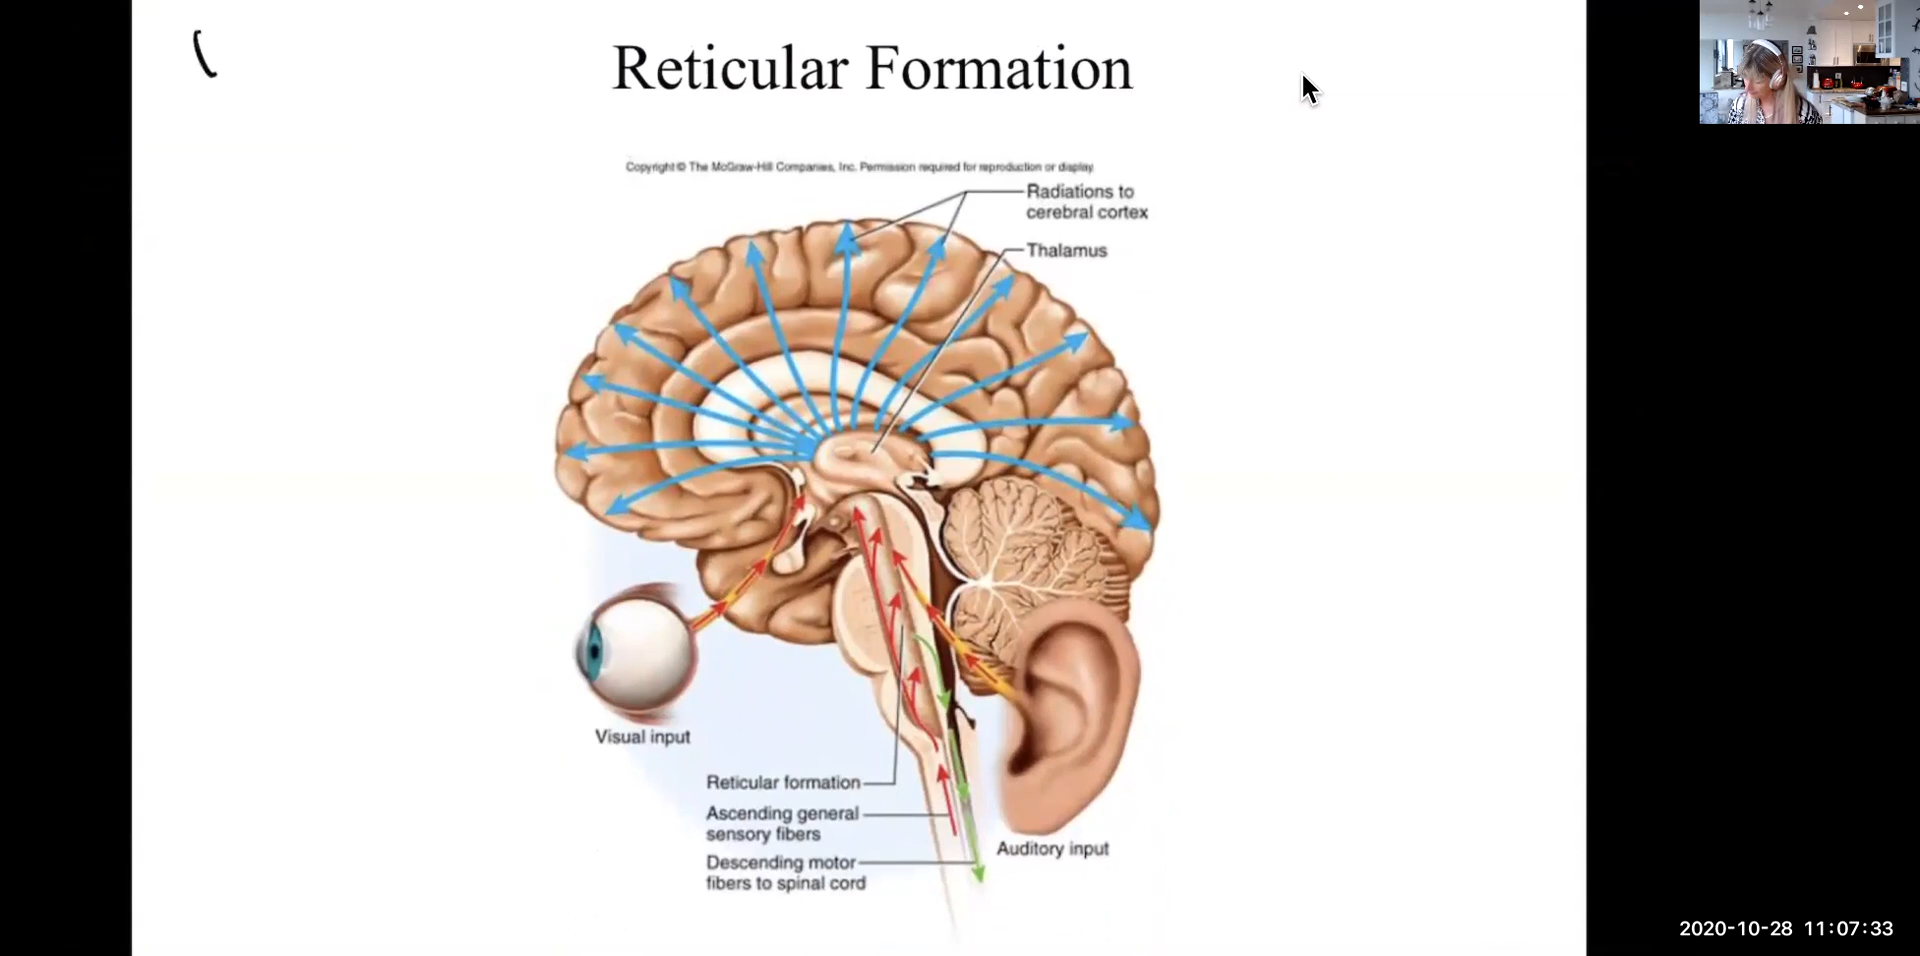 Reticular Formation
Copyright © The McGraw-Hill Companies, Inc. Permission required for reproduction or display.
Radiations to
cerebral cortex
Thalamus
Visual input
Reticular formation
Ascending general
sensory fibers
Descending motor
fibers to spinal cord
Auditory input
2020-10-28 11:07:33